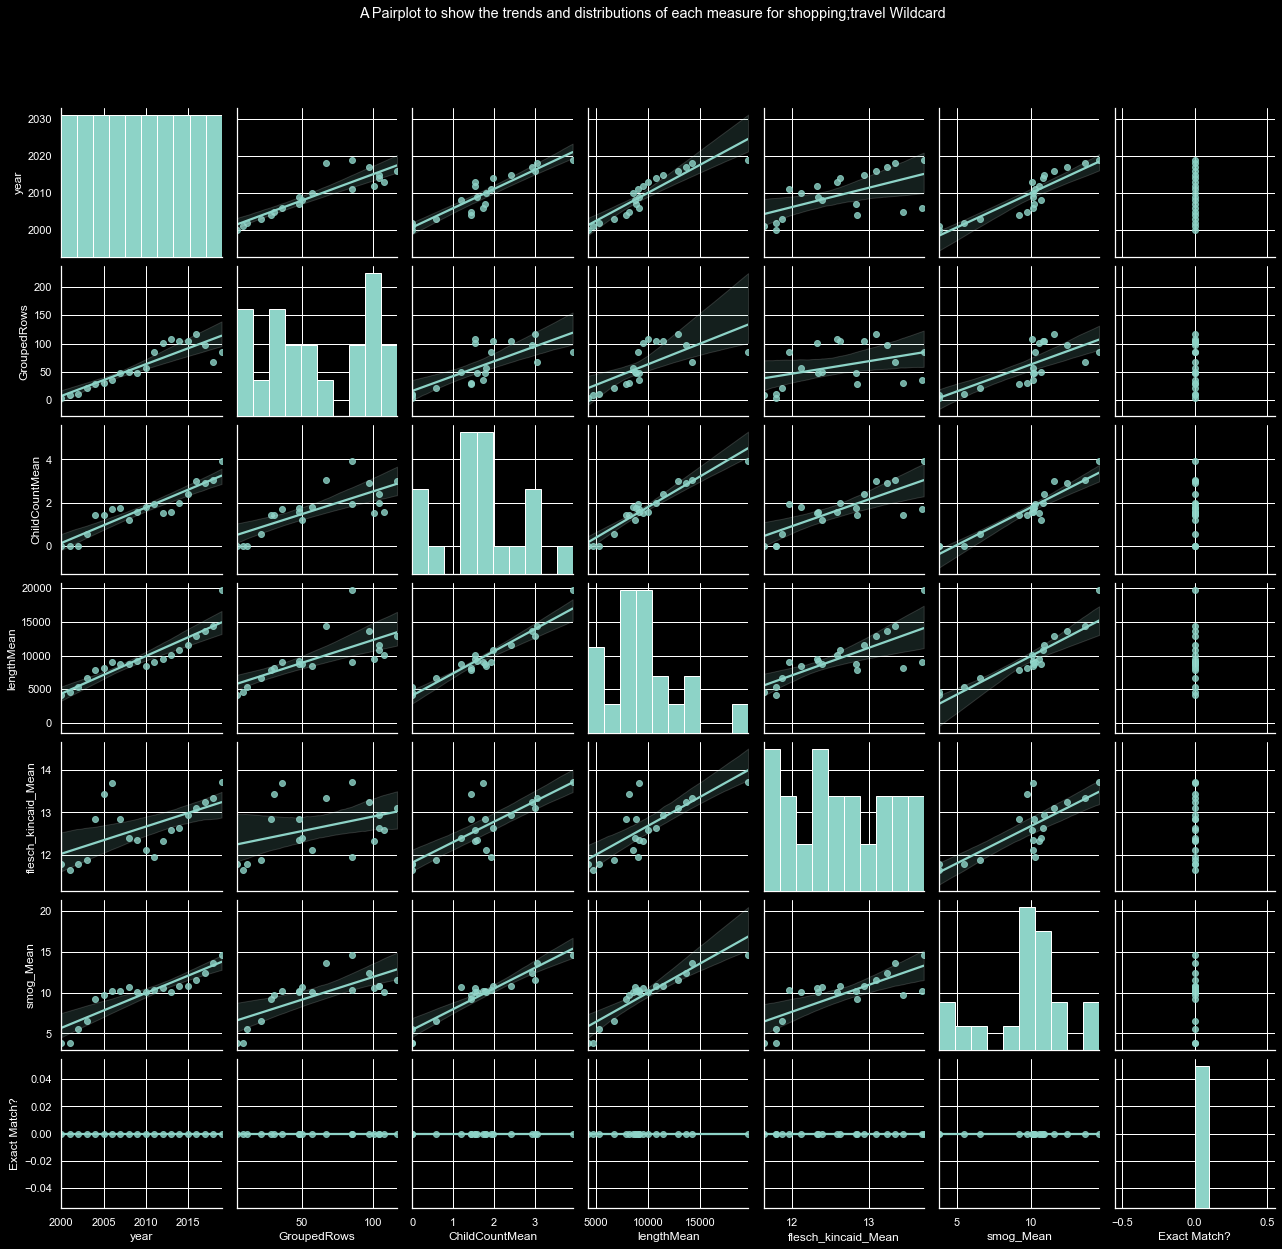 A Pairplot to show the trends and distributions of each measure for shopping;travel Wildcard
2030
2020
2010
2000
year
200
150
100
50
0
GroupedRows
4
2
0
ChildCountMean
20000
15000
10000
5000
0
lengthMean
14
13
12
flesch_kincaid_Mean
20
15
10
5
smog_Mean
0.04
0.02
0.00
−0.02
−0.04
Exact Match?
2000 2005 2010 2015
50 100
0 1 2 3
5000 10000 15000
12 13
5 10
−0.5 0.0 0.5
year GroupedRows ChildCountMean lengthMean flesch_kincaid_Mean smog_Mean Exact Match?